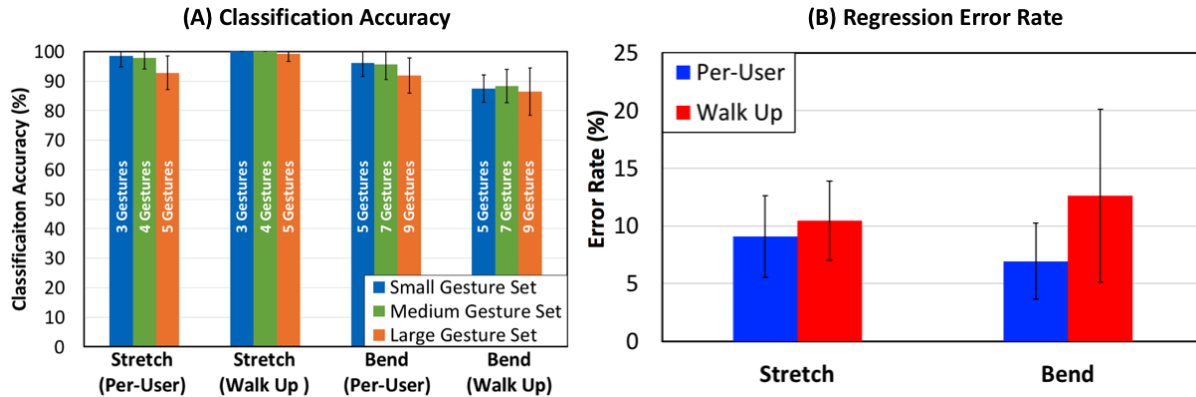 (A) Classification Accuracy
Classificaiton Accuracy (%)
100
90
80
70
60
50
40
30
20
10
0
3 Gestures
4 Gestures
5 Gestures
3 Gestures
4 Gestures
5 Gestures
5 Gestures
7 Gestures
9 Gestures
5 Gestures
7 Gestures
9 Gestures
Small Gesture Set
Medium Gesture Set
Large Gesture Set
Stretch
(Per-User)
Stretch
(Walk Up )
Bend
(Per-User)
Bend
(Walk Up)
(B) Regression Error Rate
Error Rate (%)
25
20
15
10
5
0
Per-User
Walk Up
Stretch
Bend